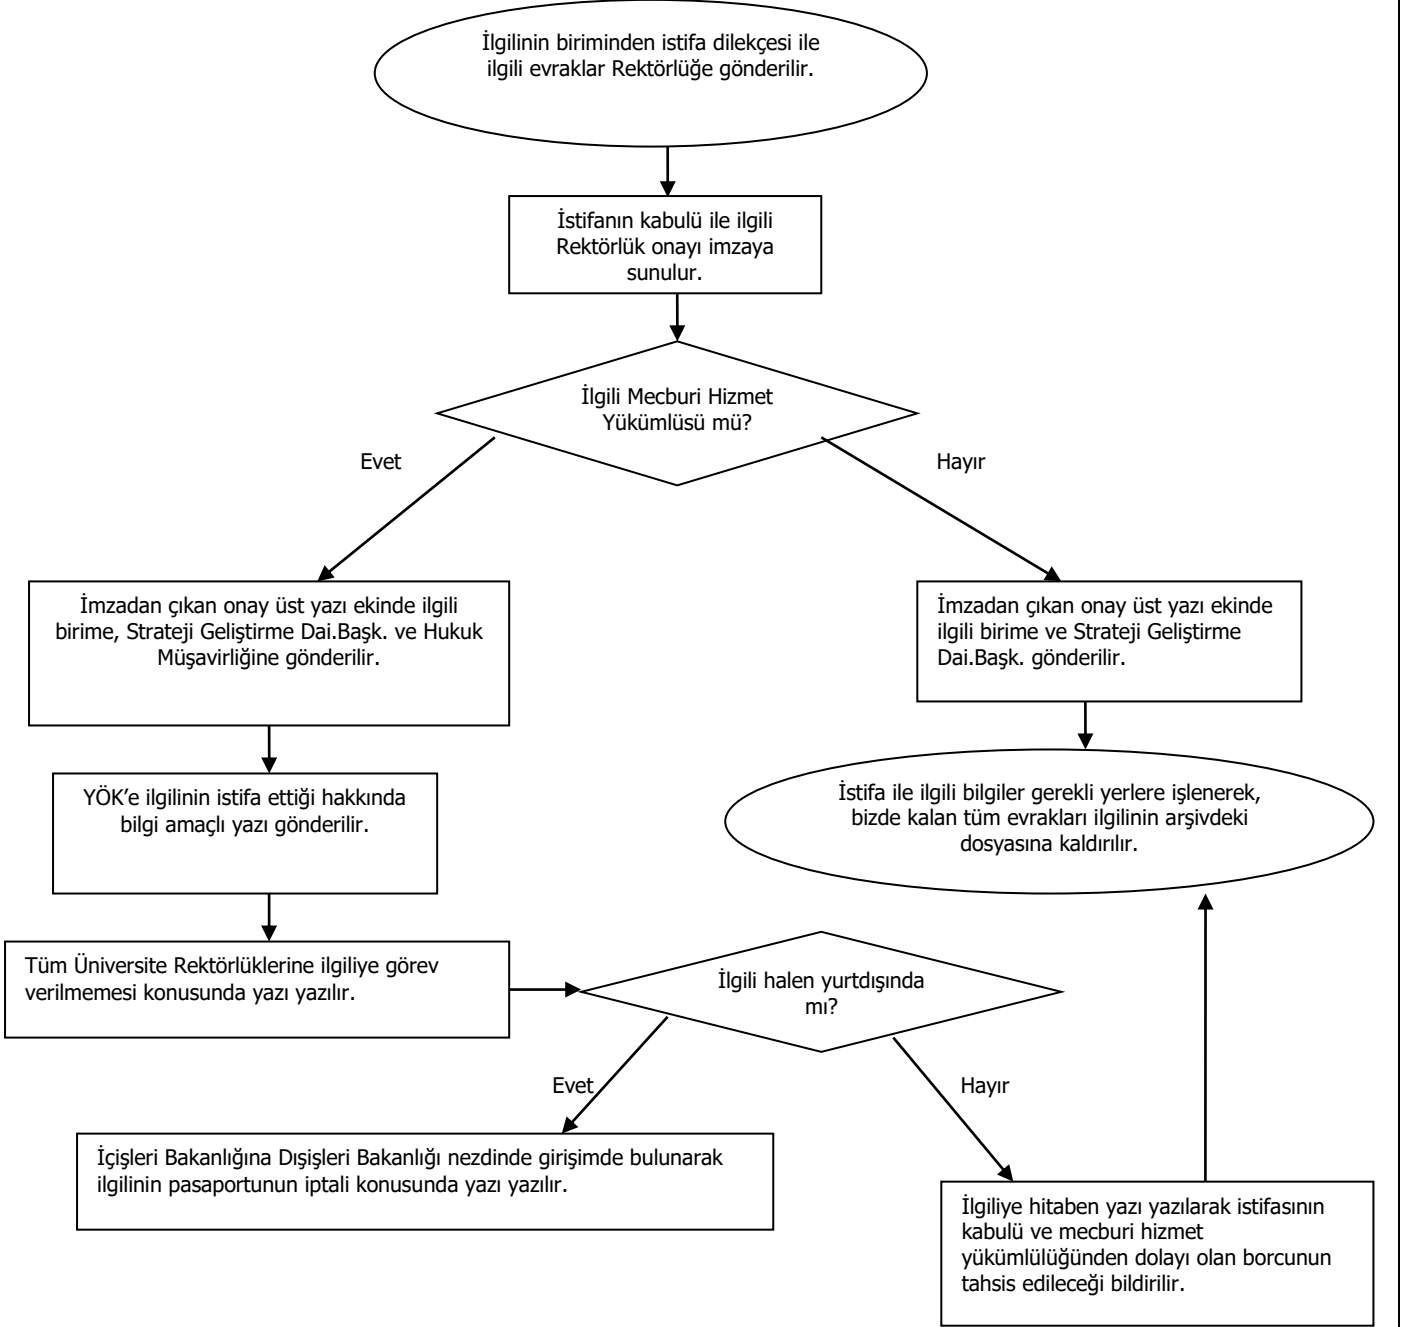 İlgilinin biriminden istifa dilekçesi ile
ilgili evraklar Rektörlüğe gönderilir.
İstifanın kabulü ile ilgili
Rektörlük onayı imzaya
sunulur.
İlgili Mecburi Hizmet
Yükümlüsü mü?
Evet
Hayır
İmzadan çıkan onay üst yazı ekinde ilgili
birime, Strateji Geliştirme Dai.Başk. ve Hukuk
Müşavirliğine gönderilir.
İmzadan çıkan onay üst yazı ekinde
ilgili birime ve Strateji Geliştirme
Dai.Başk. gönderilir.
YÖK’e ilgilinin istifa ettiği hakkında
bilgi amaçlı yazı gönderilir.
İstifa ile ilgili bilgiler gerekli yerlere işlenerek,
bizde kalan tüm evrakları ilgilinin arşivdeki
dosyasına kaldırılır.
Tüm Üniversite Rektörlüklerine ilgiliye görev
verilmemesi konusunda yazı yazılır.
İlgili halen yurtdışında
mı?
Evet
Hayır
İçişleri Bakanlığına Dışişleri Bakanlığı nezdinde girişimde bulunarak
ilgilinin pasaportunun iptali konusunda yazı yazılır.
İlgiliye hitaben yazı yazılarak istifasının
kabulü ve mecburi hizmet
yükümlülüğünden dolayı olan borcunun
tahsis edileceği bildirilir.